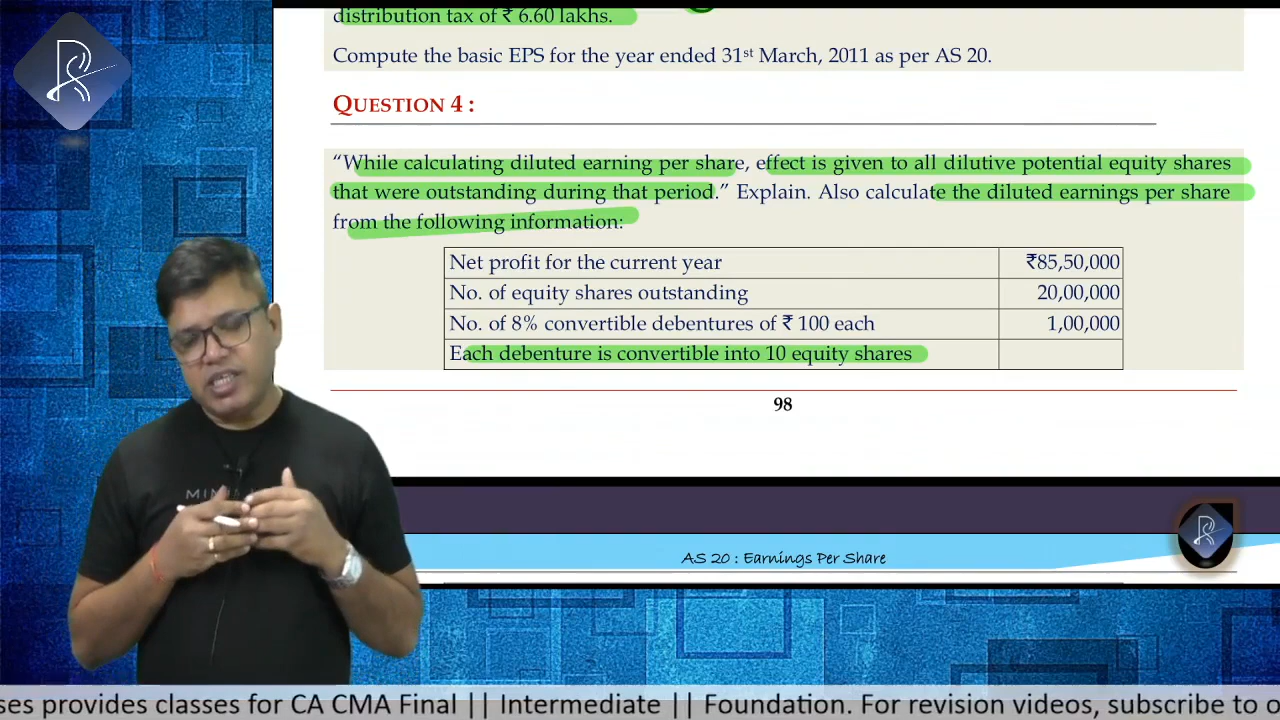 distribution tax of ₹ 6.60 lakhs.
Compute the basic EPS for the year ended 31st March, 2011 as per AS 20.
QUESTION 4 :
“While calculating diluted earning per share, effect is given to all dilutive potential equity shares
that were outstanding during that period.” Explain. Also calculate the diluted earnings per share
from the following information:
Net profit for the current year ₹85,50,000
No. of equity shares outstanding 20,00,000
No. of 8% convertible debentures of ₹ 100 each 1,00,000
Each debenture is convertible into 10 equity shares
98
AS 20 : Earnings Per Share
ses provides classes for CA CMA Final || Intermediate || Foundation. For revision videos, subscribe to o